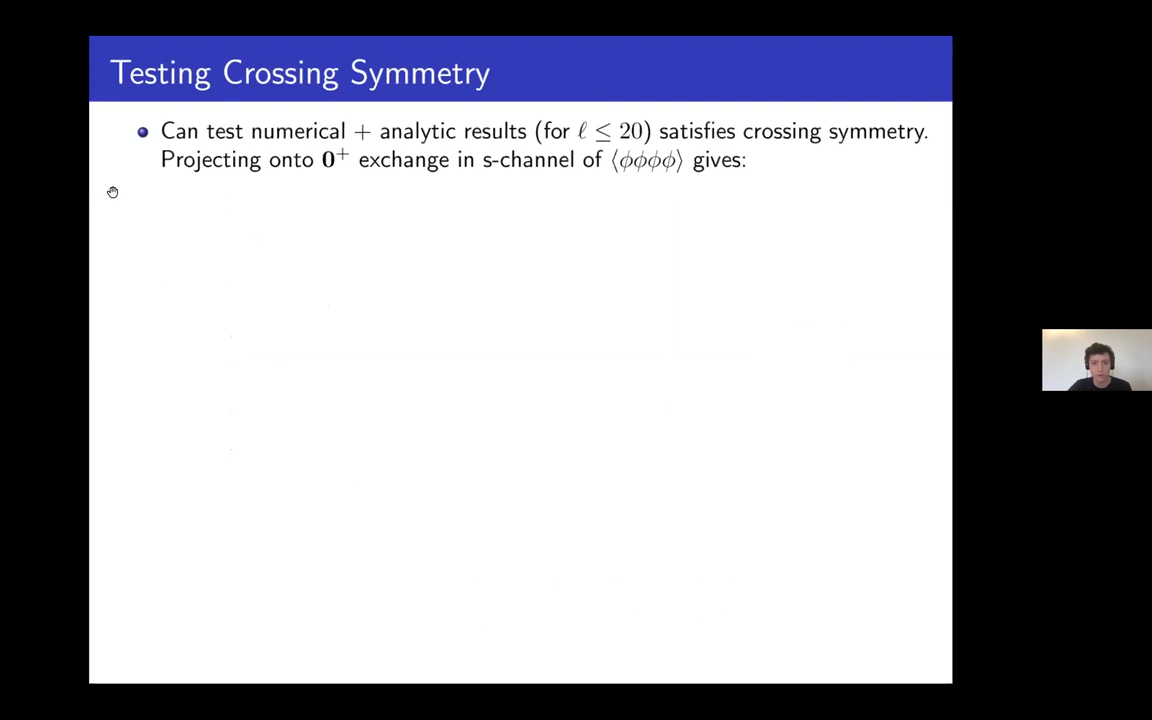 Testing Crossing Symmetry
Can test numerical + analytic results (for ℓ ≤ 20) satisfies crossing symmetry.
Projecting onto 𝟎⁺ exchange in s-channel of ⟨ϕϕϕϕ⟩ gives: